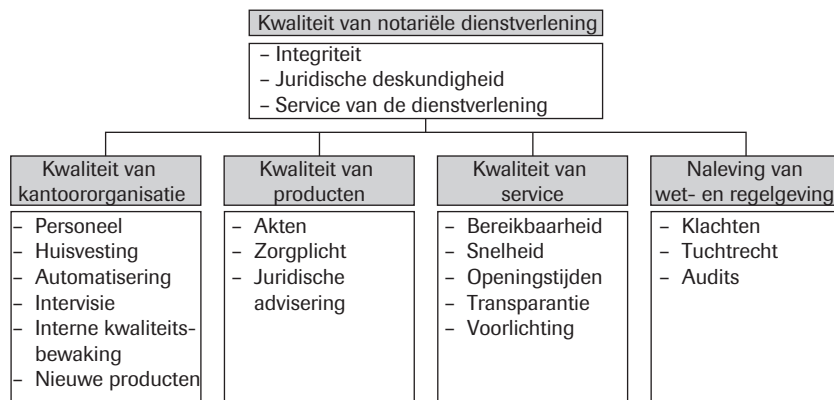 Kwaliteit van notariële dienstverlening
– Integriteit
– Juridische deskundigheid
– Service van de dienstverlening
Kwaliteit van
kantoororganisatie
– Personeel
– Huisvesting
– Automatisering
– Intervisie
– Interne kwaliteits-
bewaking
– Nieuwe producten
Kwaliteit van
producten
– Akten
– Zorgplicht
– Juridische
advisering
Kwaliteit van
service
– Bereikbaarheid
– Snelheid
– Openingstijden
– Transparantie
– Voorlichting
Naleving van
wet- en regelgeving
– Klachten
– Tuchtrecht
– Audits